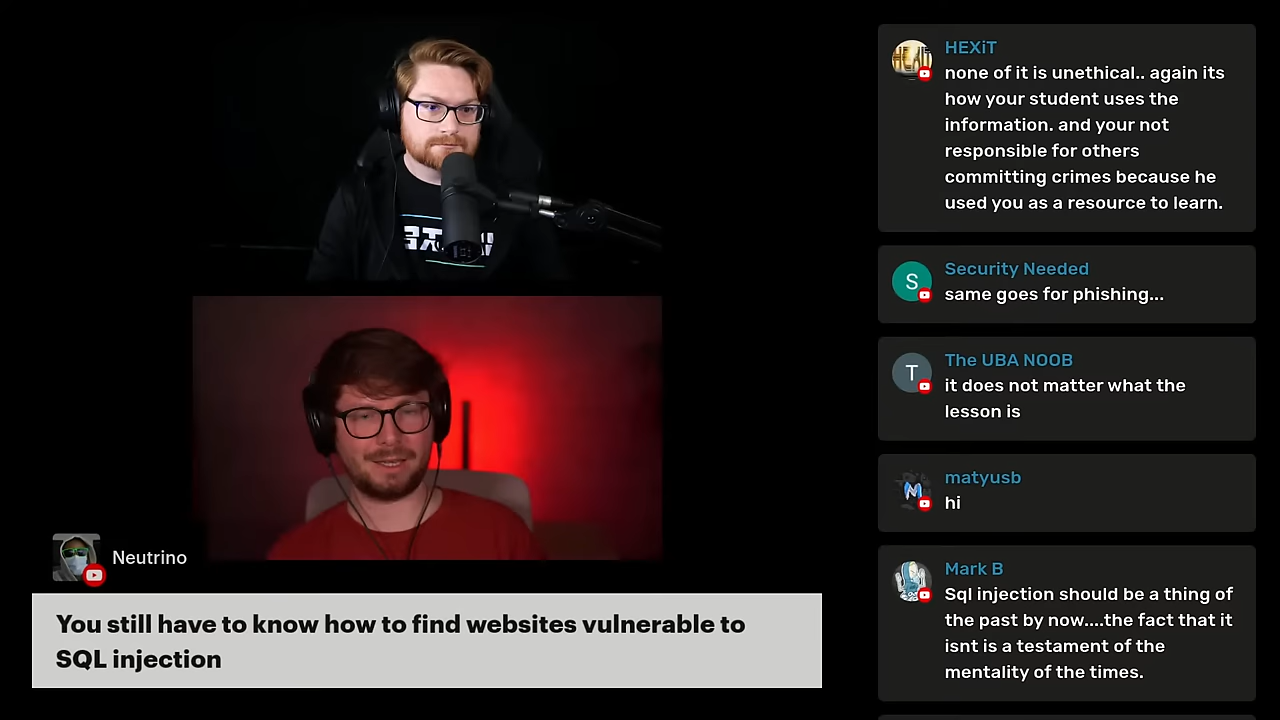 Neutrino
You still have to know how to find websites vulnerable to
SQL injection
HEXiT
none of it is unethical.. again its
how your student uses the
information. and your not
responsible for others
committing crimes because he
used you as a resource to learn.
S
Security Needed
same goes for phishing...
T
The UBA NOOB
it does not matter what the
lesson is
matyusb
hi
Mark B
Sql injection should be a thing of
the past by now....the fact that it
isnt is a testament of the
mentality of the times.